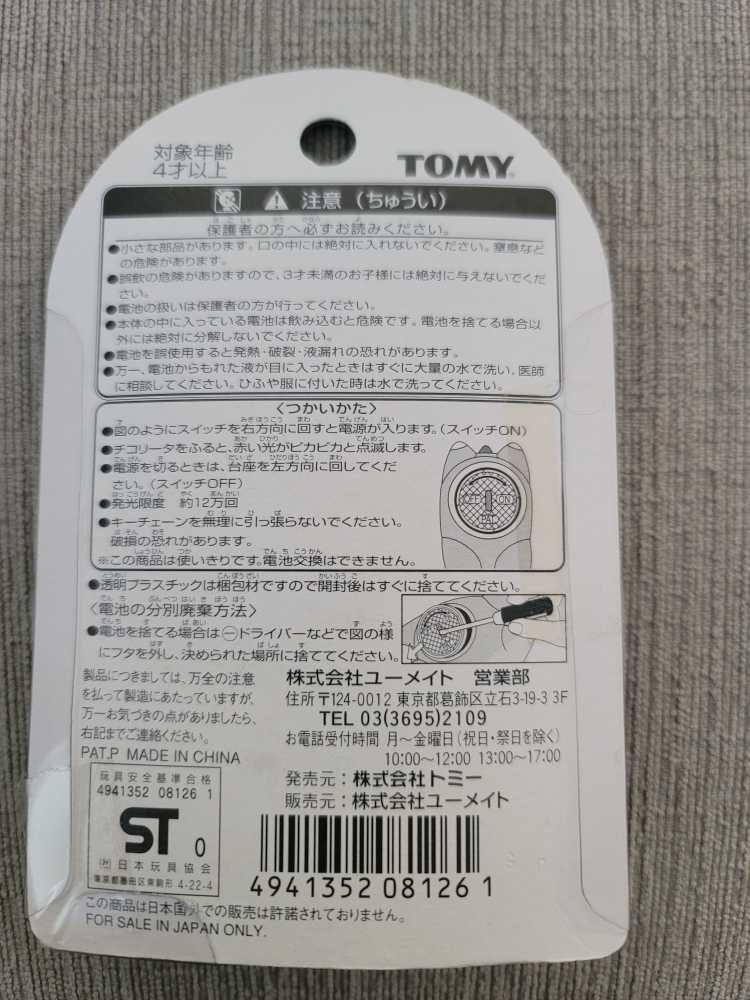 対象年齢
4才以上
TOMY
注意（ちゅうい）
保護者の方へ必ずお読みください。
●小さな部品があります。口の中には絶対に入れないでください。窒息など
の危険があります。
●誤飲の危険がありますので、3才未満のお子様には絶対に与えないでくだ
さい。
●電池の扱いは保護者の方が行ってください。
●本体の中に入っている電池は飲み込むと危険です。電池を捨てる場合以
外には絶対に分解しないでください。
●電池を誤使用すると発熱・破裂・液漏れの恐れがあります。
●万一、電池からもれた液が目に入ったときはすぐに大量の水で洗い、医師
に相談してください。ひふや服に付いた時は水で洗ってください。
〈つかいかた〉
●図のようにスイッチを右方向に回すと電源が入ります。（スイッチON）
●チコリータをふると、赤い光がピカピカと点滅します。
●電源を切るときは、台座を左方向に回してくだ
さい。（スイッチOFF）
●発光限度 約12万回
●キーチェーンを無理に引っ張らないでください。
破損の恐れがあります。
※この商品は使いきりです。電池交換はできません。
OFF ON
PAT.
●透明プラスチックは梱包材ですので開封後はすぐに捨ててください。
〈電池の分別廃棄方法〉
●電池を捨てる場合は⊖ドライバーなどで図の様
にフタを外し、決められた場所に捨ててください。
製品につきましては、万全の注意
を払って製造にあたっていますが、
万一お気づきの点がありましたら、
右記までご連絡ください。
PAT.P MADE IN CHINA
株式会社ユーメイト 営業部
住所〒124-0012 東京都葛飾区立石3-19-3 3F
TEL 03(3695)2109
お電話受付時間 月～金曜日（祝日・祭日を除く）
10:00～12:00 13:00～17:00
発売元：株式会社トミー
販売元：株式会社ユーメイト
玩具安全基準合格
4941352 08126 1
ST 0
日本玩具協会
東京都墨田区東駒形 4-22-4
4941352 081261
この商品は日本国外での販売は許諾されておりません。
FOR SALE IN JAPAN ONLY.